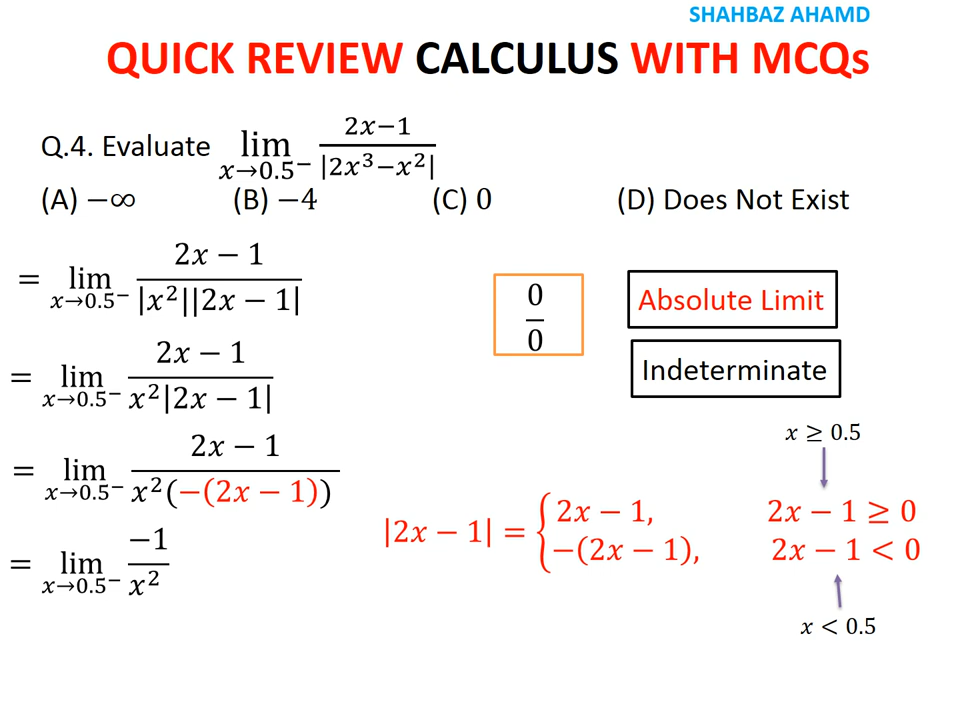 SHAHBAZ AHAMD
QUICK REVIEW CALCULUS WITH MCQs
Q.4. Evaluate lim x→0.5⁻ (2x−1)/|2x³−x²|
(A) −∞ (B) −4 (C) 0 (D) Does Not Exist
= lim x→0.5⁻ (2x − 1)/(|x²||2x − 1|)
0/0
Absolute Limit
= lim x→0.5⁻ (2x − 1)/(x²|2x − 1|)
Indeterminate
= lim x→0.5⁻ (2x − 1)/(x²(−(2x − 1)))
= lim x→0.5⁻ −1/x²
x ≥ 0.5
|2x − 1| = { 2x − 1, 2x − 1 ≥ 0
−(2x − 1), 2x − 1 < 0
x < 0.5